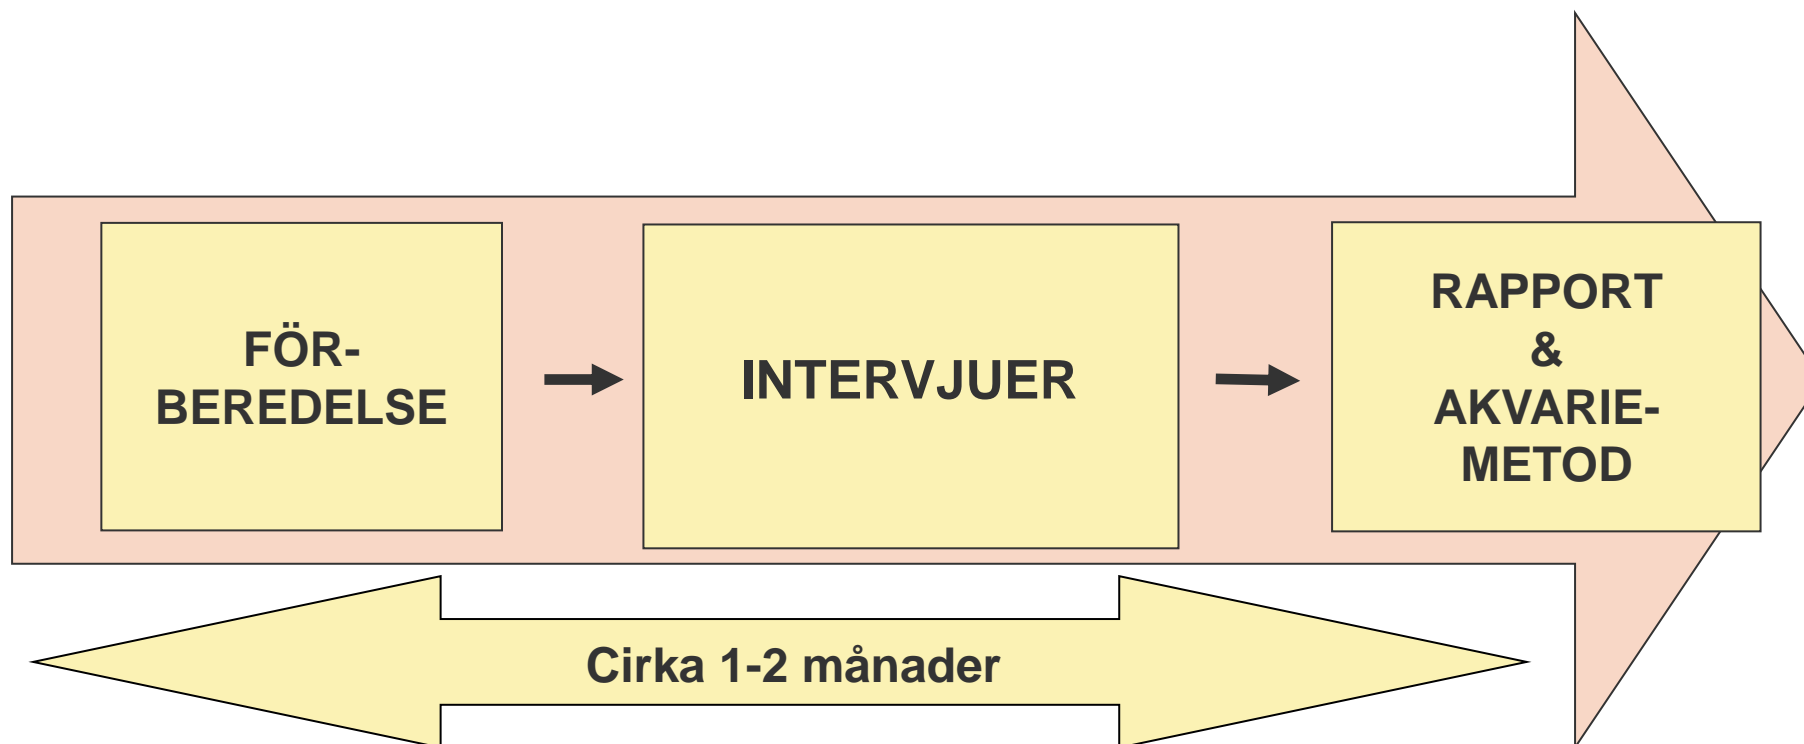 FÖR-
BEREDELSE
INTERVJUER
RAPPORT
&
AKVARIE-
METOD
Cirka 1-2 månader